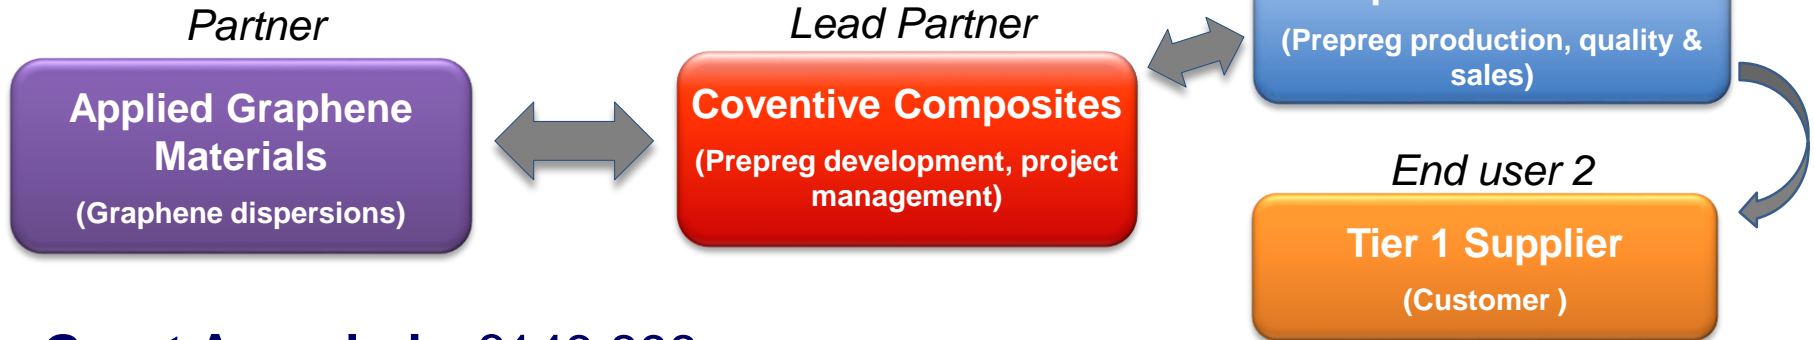 Partner
Applied Graphene
Materials
(Graphene dispersions)
Lead Partner
Coventive Composites
(Prepreg development, project
management)
(Prepreg production, quality &
sales)
End user 2
Tier 1 Supplier
(Customer )